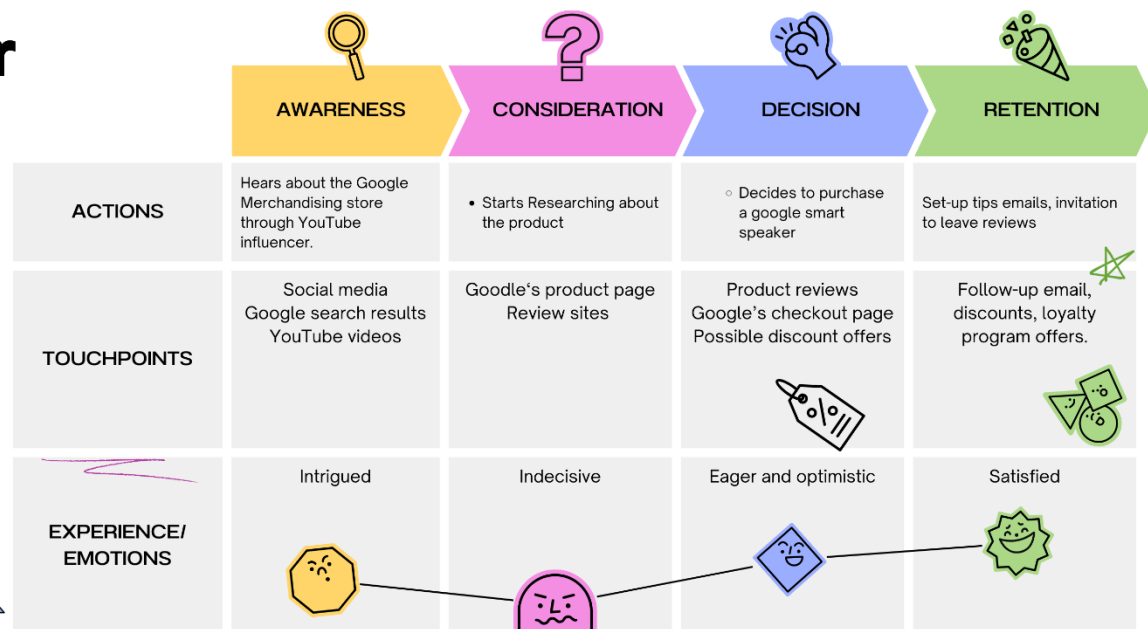 r
AWARENESS
CONSIDERATION
DECISION
RETENTION
ACTIONS
Hears about the Google
Merchandising store
through YouTube
influencer.
• Starts Researching about
the product
○ Decides to purchase
a google smart
speaker
Set-up tips emails, invitation
to leave reviews
TOUCHPOINTS
Social media
Google search results
YouTube videos
Goodle‘s product page
Review sites
Product reviews
Google’s checkout page
Possible discount offers
%
Follow-up email,
discounts, loyalty
program offers.
EXPERIENCE/
EMOTIONS
Intrigued
Indecisive
Eager and optimistic
Satisfied